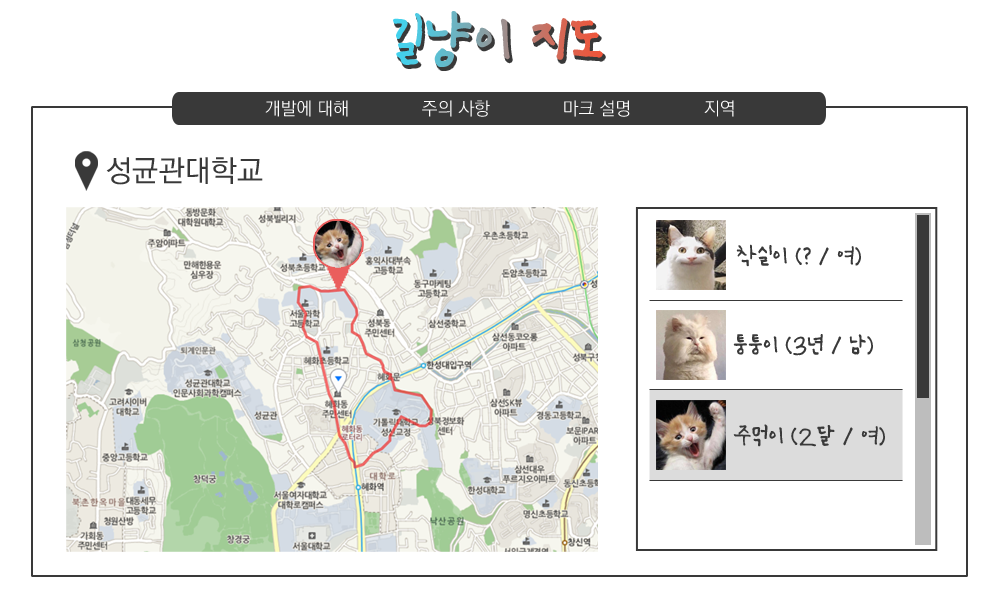 길냥이 지도
개발에 대해 주의 사항 마크 설명 지역
성균관대학교
동방문화
대학원대학교
성북빌리지
주암아파트
우촌초등학교
만해한용운
심우장
성북초등학교
홍익사대부속
고등학교
돈암초등학교
동구마케팅
고등학교
서울과학
고등학교
성북동
주민센터
삼선중학교
삼선동코오롱
아파트
삼청공원
퇴계인문관
혜화초등학교
한성대입구역
혜화문
성균관대학교
인문사회과학캠퍼스
고려사이버
대학교
혜화동
주민센터
성균관
가톨릭대학교
성신교정
성북정보화
센터
삼선SK뷰
아파트
경동고등학교
보문IPAR
아파트
혜화동
로터리
중앙고등학교
창덕궁
대학로
혜화역
삼선대우
푸르지오아파트
한성대학교
동신초등학교
서울여자대학교
대학로캠퍼스
북촌한옥마을
대동세무
고등학교
명신초등학교
낙산공원
청원산방
가회동
주민센터
창경궁
서울대학교
창신역
착실이 (? / 여)
통통이 (3년 / 남)
주먹이 (2달 / 여)